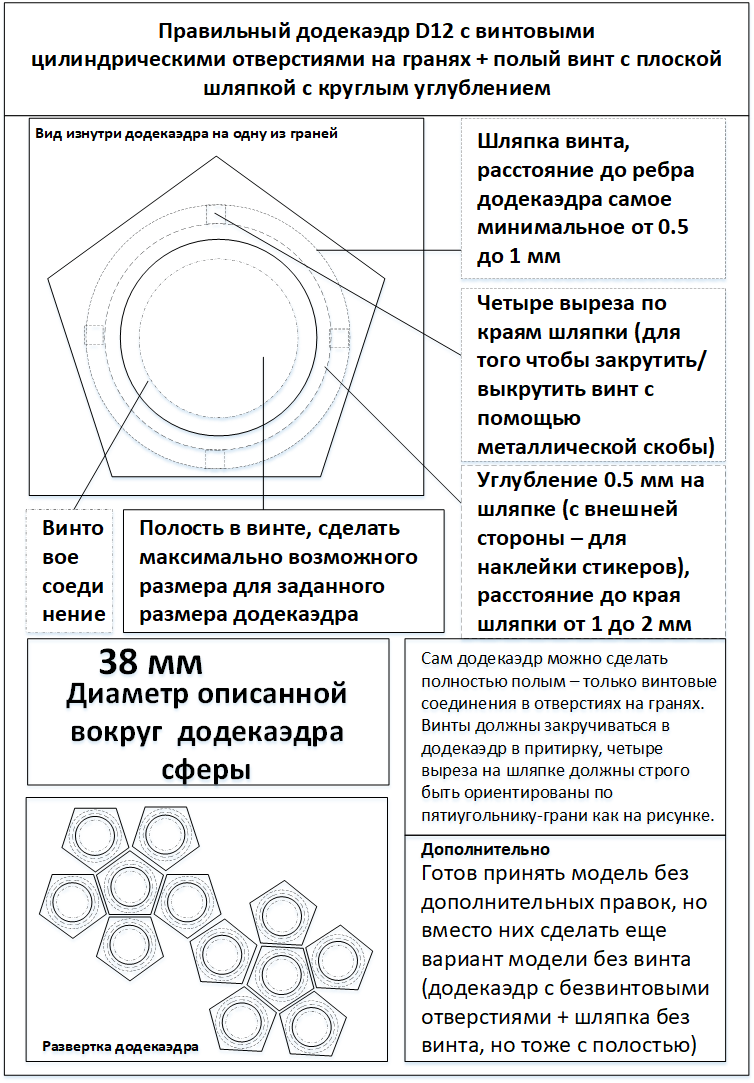 Правильный додекаэдр D12 с винтовыми
цилиндрическими отверстиями на гранях + полый винт с плоской
шляпкой с круглым углублением
Вид изнутри додекаэдра на одну из граней
Шляпка винта,
расстояние до ребра
додекаэдра самое
минимальное от 0.5
до 1 мм
Четыре выреза по
краям шляпки (для
того чтобы закрутить/
выкрутить винт с
помощью
металлической скобы)
Углубление 0.5 мм на
шляпке (с внешней
стороны – для
наклейки стикеров),
расстояние до края
шляпки от 1 до 2 мм
Винто
вое
соеди
нение
Полость в винте, сделать
максимально возможного
размера для заданного
размера додекаэдра
38 мм
Диаметр описанной
вокруг додекаэдра
сферы
Сам додекаэдр можно сделать
полностью полым – только винтовые
соединения в отверстиях на гранях.
Винты должны закручиваться в
додекаэдр в притирку, четыре
выреза на шляпке должны строго
быть ориентированы по
пятиугольнику-грани как на рисунке.
Дополнительно
Готов принять модель без
дополнительных правок, но
вместо них сделать еще
вариант модели без винта
(додекаэдр с безвинтовыми
отверстиями + шляпка без
винта, но тоже с полостью)
Развертка додекаэдра